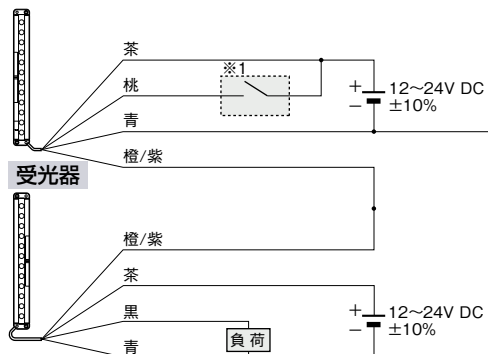 茶
※1
桃
+
−
12〜24V DC
±10%
青
橙/紫
受光器
橙/紫
茶
黒
+
−
12〜24V DC
±10%
負荷
青